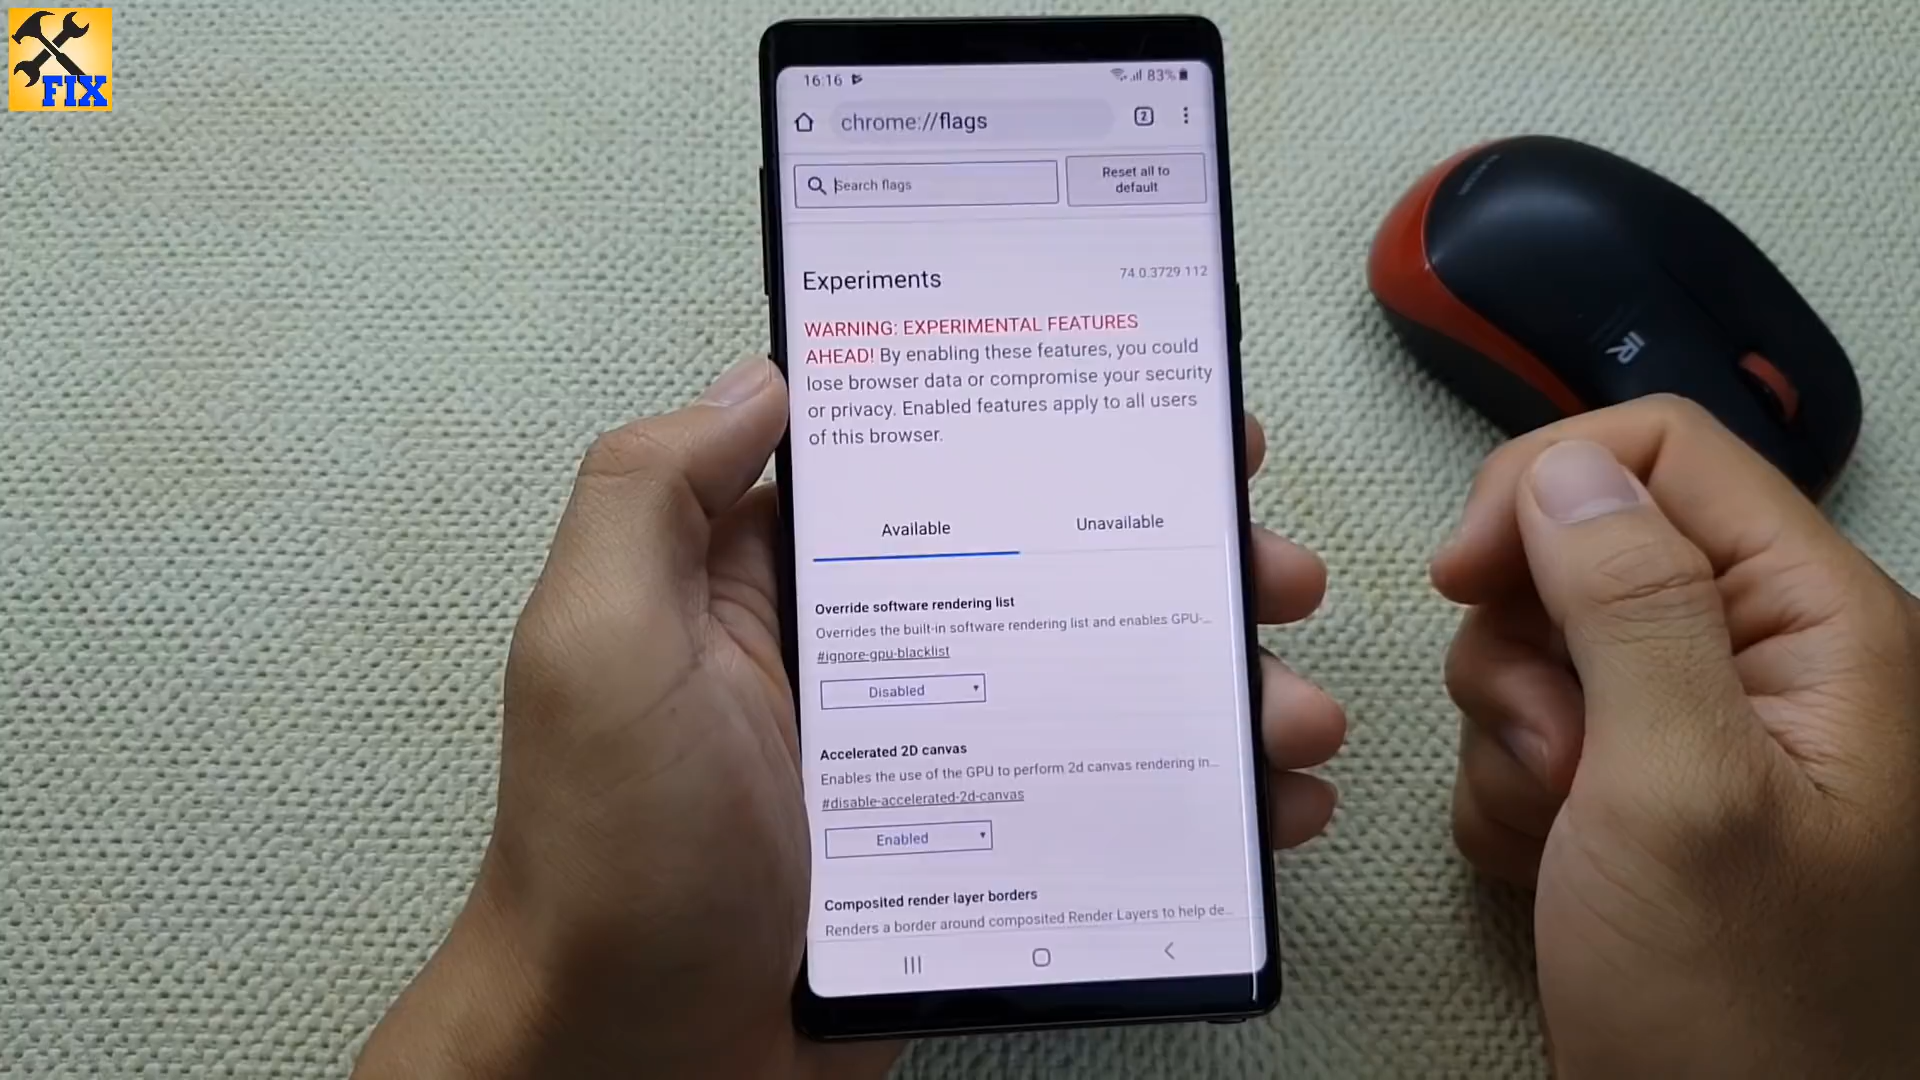 FIX
16:16 83%
chrome://flags 2
Search flags
Reset all to
default
Experiments 74.0.3729.112
WARNING: EXPERIMENTAL FEATURES
AHEAD! By enabling these features, you could
lose browser data or compromise your security
or privacy. Enabled features apply to all users
of this browser.
Available Unavailable
Override software rendering list
Overrides the built-in software rendering list and enables GPU-...
#ignore-gpu-blacklist
Disabled
Accelerated 2D canvas
Enables the use of the GPU to perform 2d canvas rendering in...
#disable-accelerated-2d-canvas
Enabled
Composited render layer borders
Renders a border around composited Render Layers to help de...